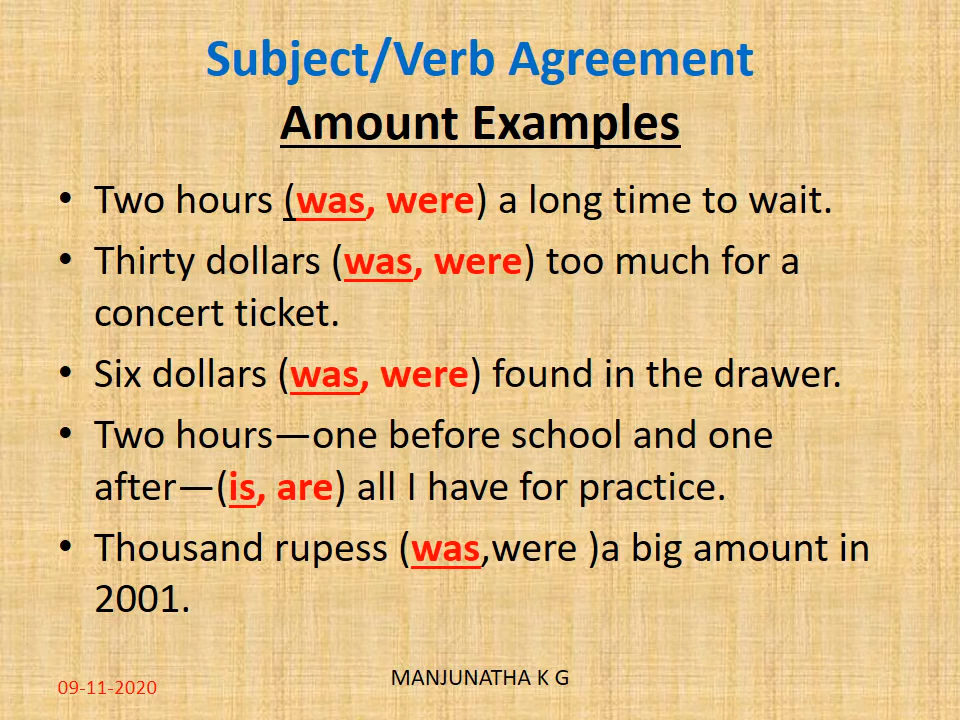 Subject/Verb Agreement
Amount Examples
• Two hours (was, were) a long time to wait.
• Thirty dollars (was, were) too much for a
concert ticket.
• Six dollars (was, were) found in the drawer.
• Two hours—one before school and one
after—(is, are) all I have for practice.
• Thousand rupess (was,were )a big amount in
2001.
09-11-2020
MANJUNATHA K G